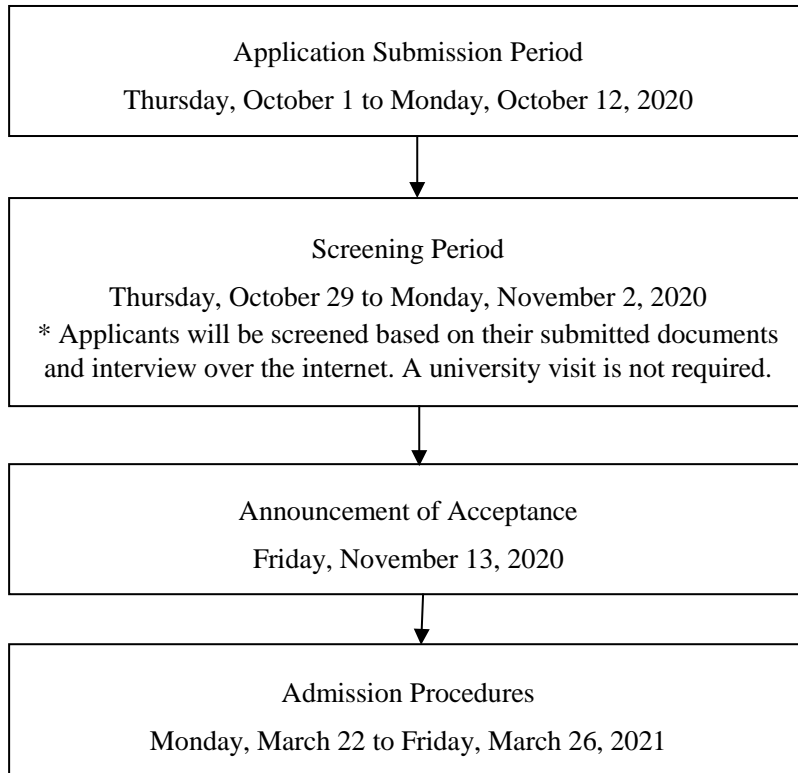 Application Submission Period
Thursday, October 1 to Monday, October 12, 2020
Screening Period
Thursday, October 29 to Monday, November 2, 2020
* Applicants will be screened based on their submitted documents
and interview over the internet. A university visit is not required.
Announcement of Acceptance
Friday, November 13, 2020
Admission Procedures
Monday, March 22 to Friday, March 26, 2021